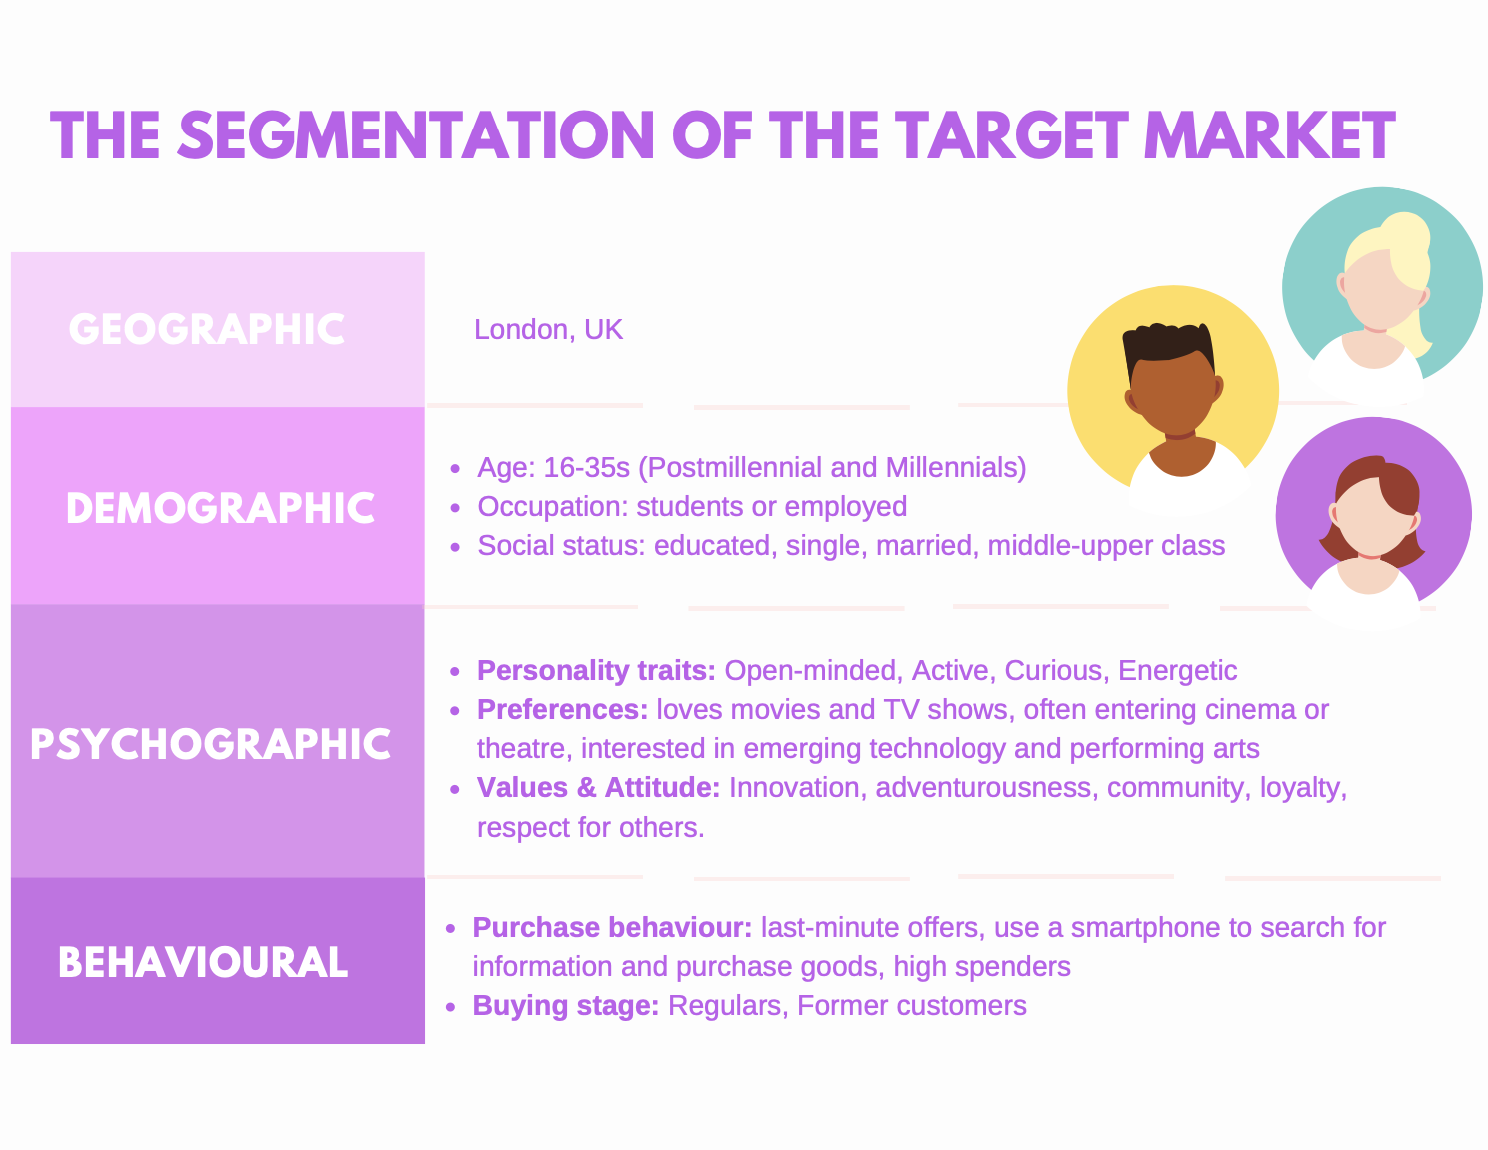 THE SEGMENTATION OF THE TARGET MARKET
GEOGRAPHIC
London, UK
DEMOGRAPHIC
• Age: 16-35s (Postmillennial and Millennials)
• Occupation: students or employed
• Social status: educated, single, married, middle-upper class
PSYCHOGRAPHIC
• Personality traits: Open-minded, Active, Curious, Energetic
• Preferences: loves movies and TV shows, often entering cinema or
theatre, interested in emerging technology and performing arts
• Values & Attitude: Innovation, adventurousness, community, loyalty,
respect for others.
BEHAVIOURAL
• Purchase behaviour: last-minute offers, use a smartphone to search for
information and purchase goods, high spenders
• Buying stage: Regulars, Former customers